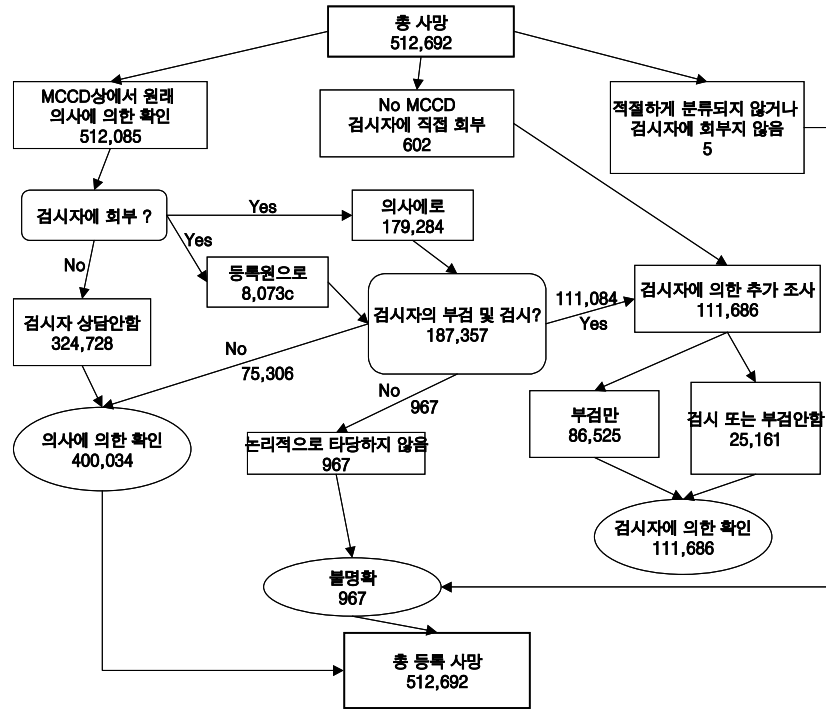 총 사망
512,692
MCCD상에서 원래
의사에 의한 확인
512,085
No MCCD
검시자에 직접 회부
602
적절하게 분류되지 않거나
검시자에 회부지 않음
5
검시자에 회부 ?
Yes
의사에로
179,284
Yes
등록원으로
8,073c
No
검시자 상담안함
324,728
검시자의 부검 및 검시?
187,357
111,084
Yes
검시자에 의한 추가 조사
111,686
No
75,306
No
967
부검만
86,525
검시 또는 부검안함
25,161
의사에 의한 확인
400,034
논리적으로 타당하지 않음
967
검시자에 의한 확인
111,686
불명확
967
총 등록 사망
512,692